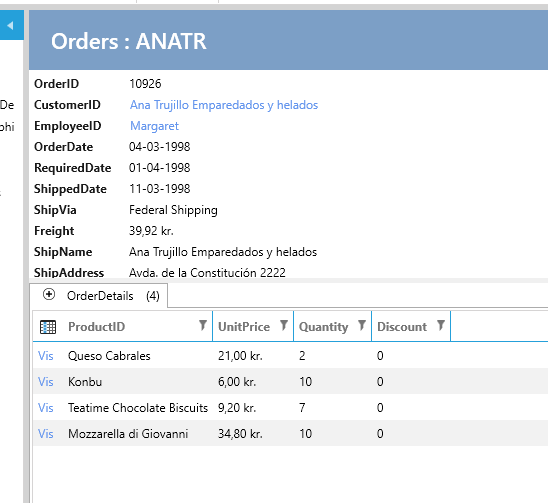 Orders : ANATR
OrderID 10926
De CustomerID Ana Trujillo Emparedados y helados
phi EmployeeID Margaret
OrderDate 04-03-1998
RequiredDate 01-04-1998
ShippedDate 11-03-1998
ShipVia Federal Shipping
Freight 39,92 kr.
ShipName Ana Trujillo Emparedados y helados
ShipAddress Avda. de la Constitución 2222
OrderDetails (4)
ProductID UnitPrice Quantity Discount
Vis Queso Cabrales 21,00 kr. 2 0
Vis Konbu 6,00 kr. 10 0
Vis Teatime Chocolate Biscuits 9,20 kr. 7 0
Vis Mozzarella di Giovanni 34,80 kr. 10 0